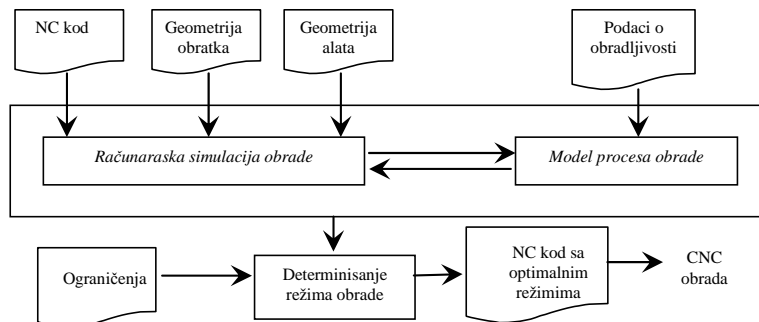 NC kod
Geometrija
obratka
Geometrija
alata
Podaci o
obradljivosti
Računaraska simulacija obrade
Model procesa obrade
Ograničenja
Determinisanje
režima obrade
NC kod sa
optimalnim
režimima
CNC
obrada